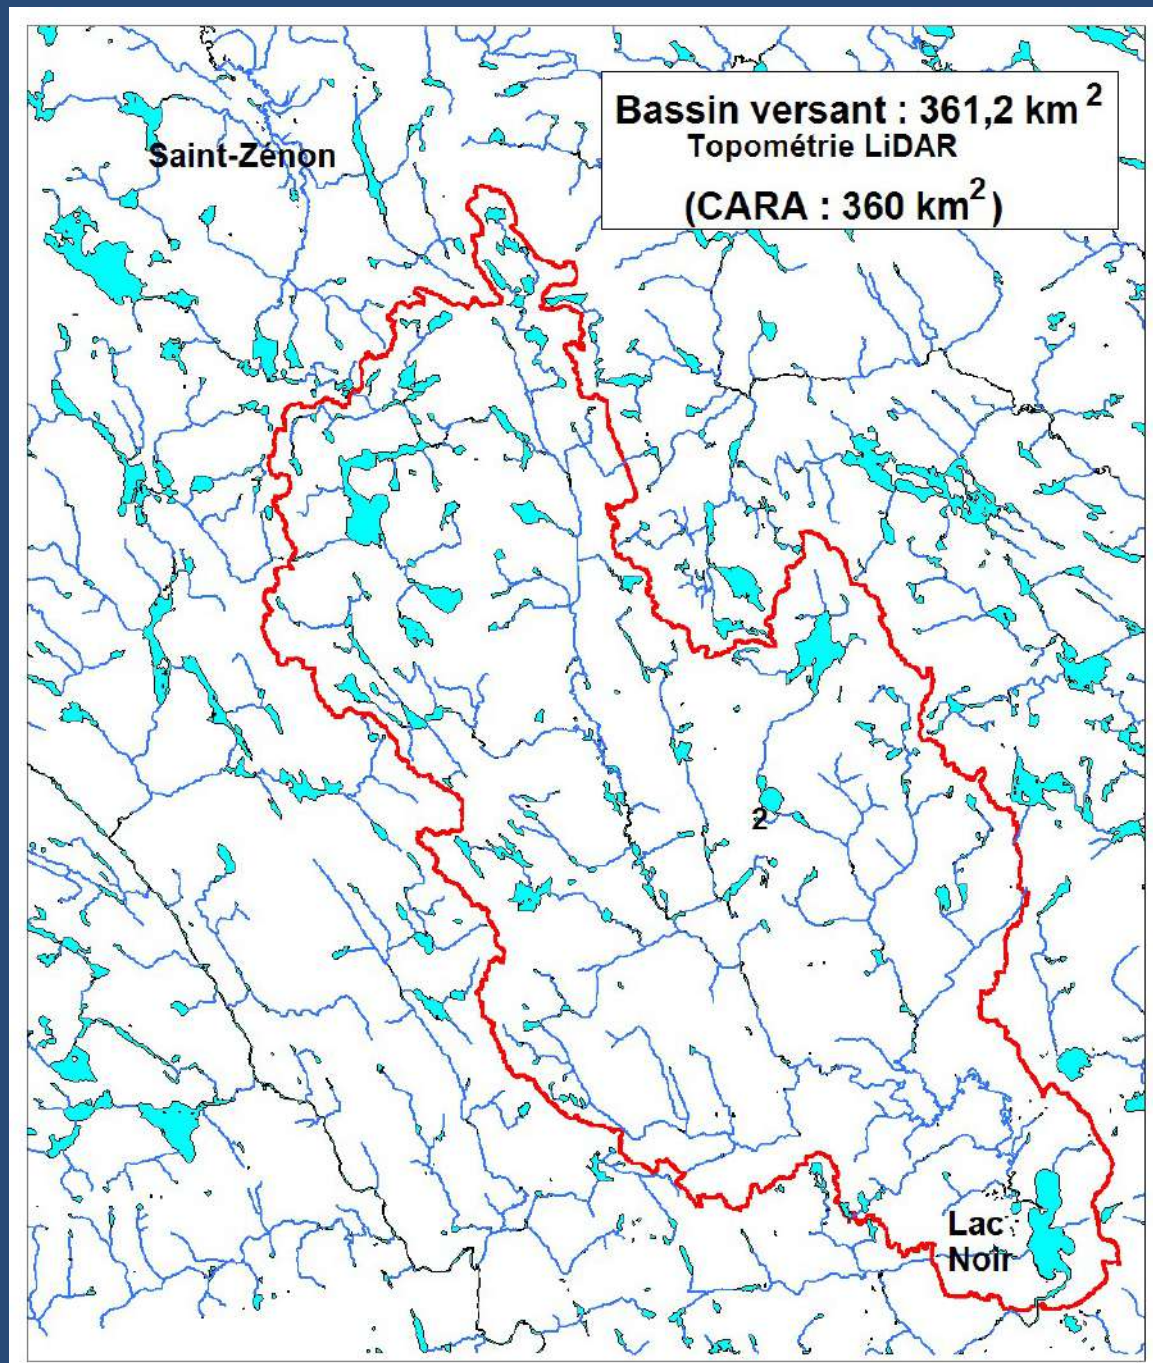 Bassin versant : 361,2 km²
Topométrie LiDAR
(CARA : 360 km²)
Saint-Zénon
2
Lac
Noir